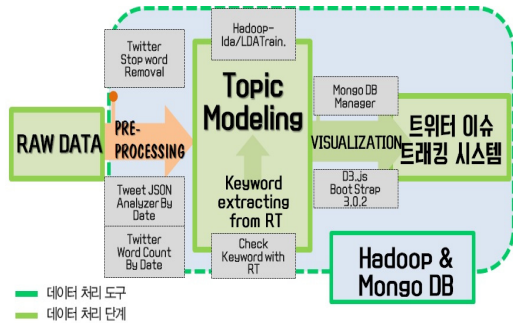 Twitter
Stop word
Removal
Hadoop-
lda/LDATrain.
Topic
Modeling
Mongo DB
Manager
RAW DATA
PRE-
PROCESSING
VISUALIZATION
트위터 이슈
트래킹 시스템
Keyword
extracting
from RT
D3.js
Boot Strap
3.0.2
Tweet JSON
Analyzer By
Date
Twitter
Word Count
By Date
Check
Keyword with
RT
Hadoop &
Mongo DB
데이터 처리 도구
데이터 처리 단계